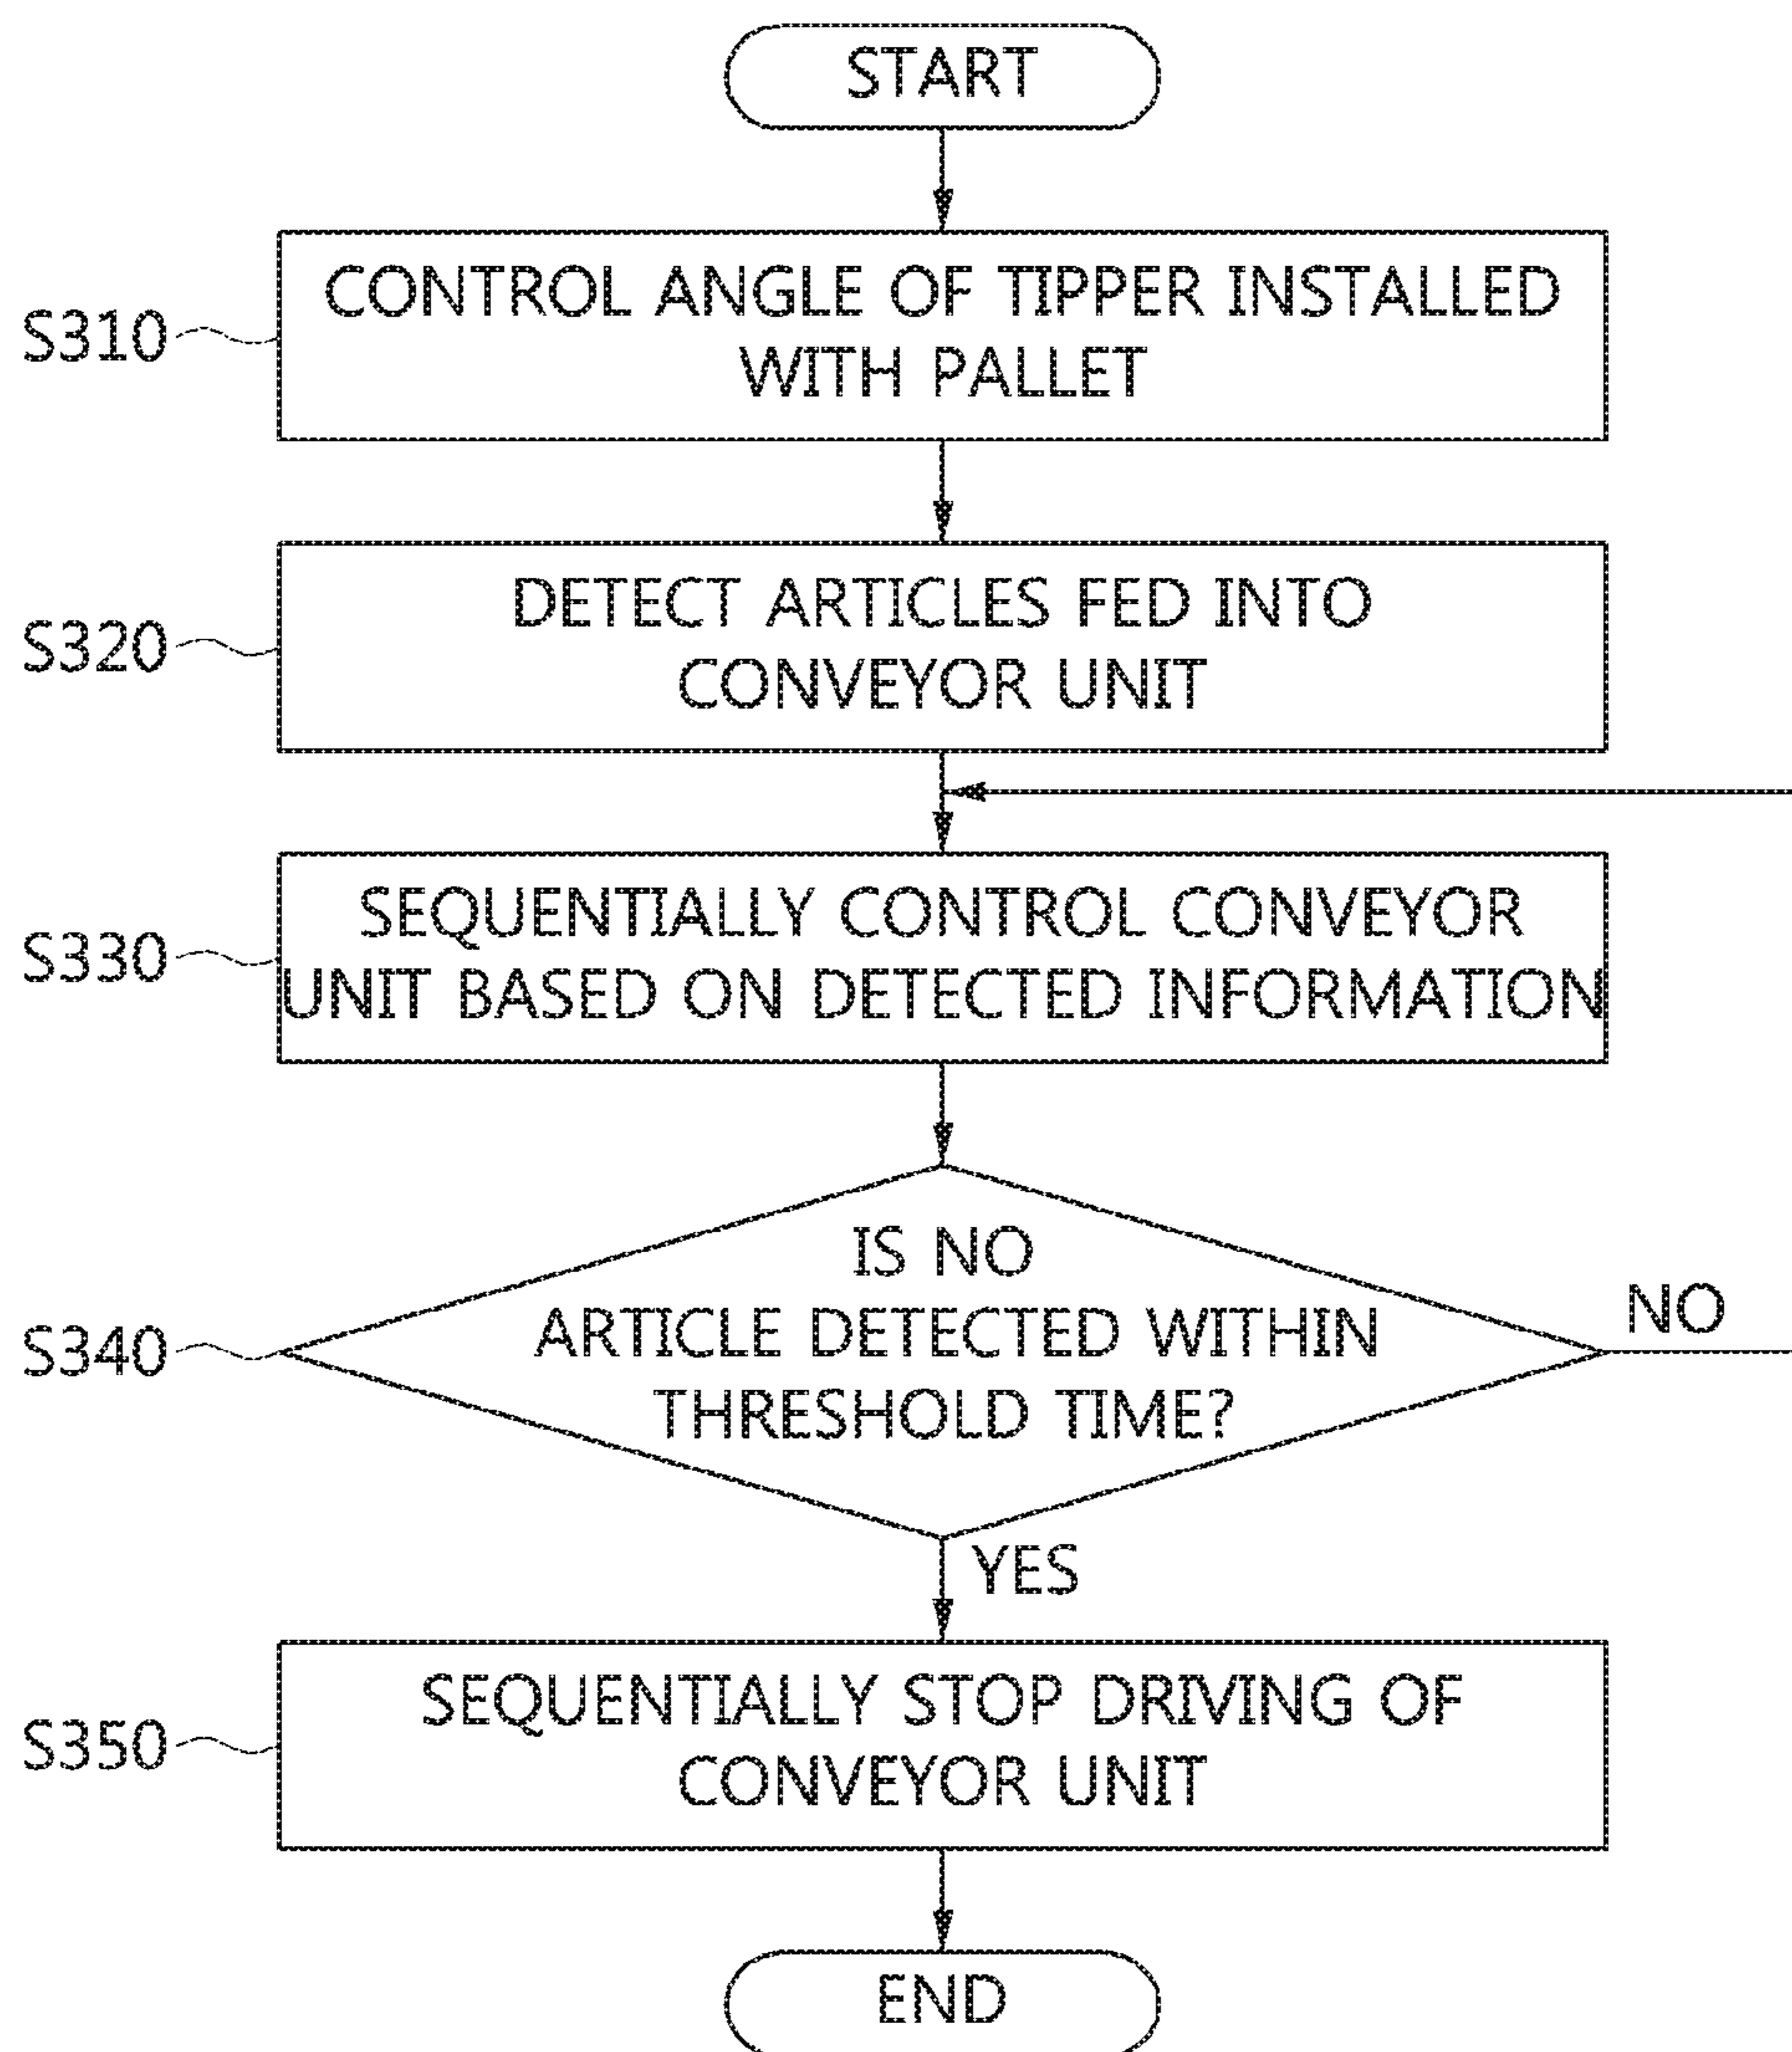 START
S310
CONTROL ANGLE OF TIPPER INSTALLED
WITH PALLET
S320
DETECT ARTICLES FED INTO
CONVEYOR UNIT
S330
SEQUENTIALLY CONTROL CONVEYOR
UNIT BASED ON DETECTED INFORMATION
S340
IS NO
ARTICLE DETECTED WITHIN
THRESHOLD TIME?
NO
YES
S350
SEQUENTIALLY STOP DRIVING OF
CONVEYOR UNIT
END